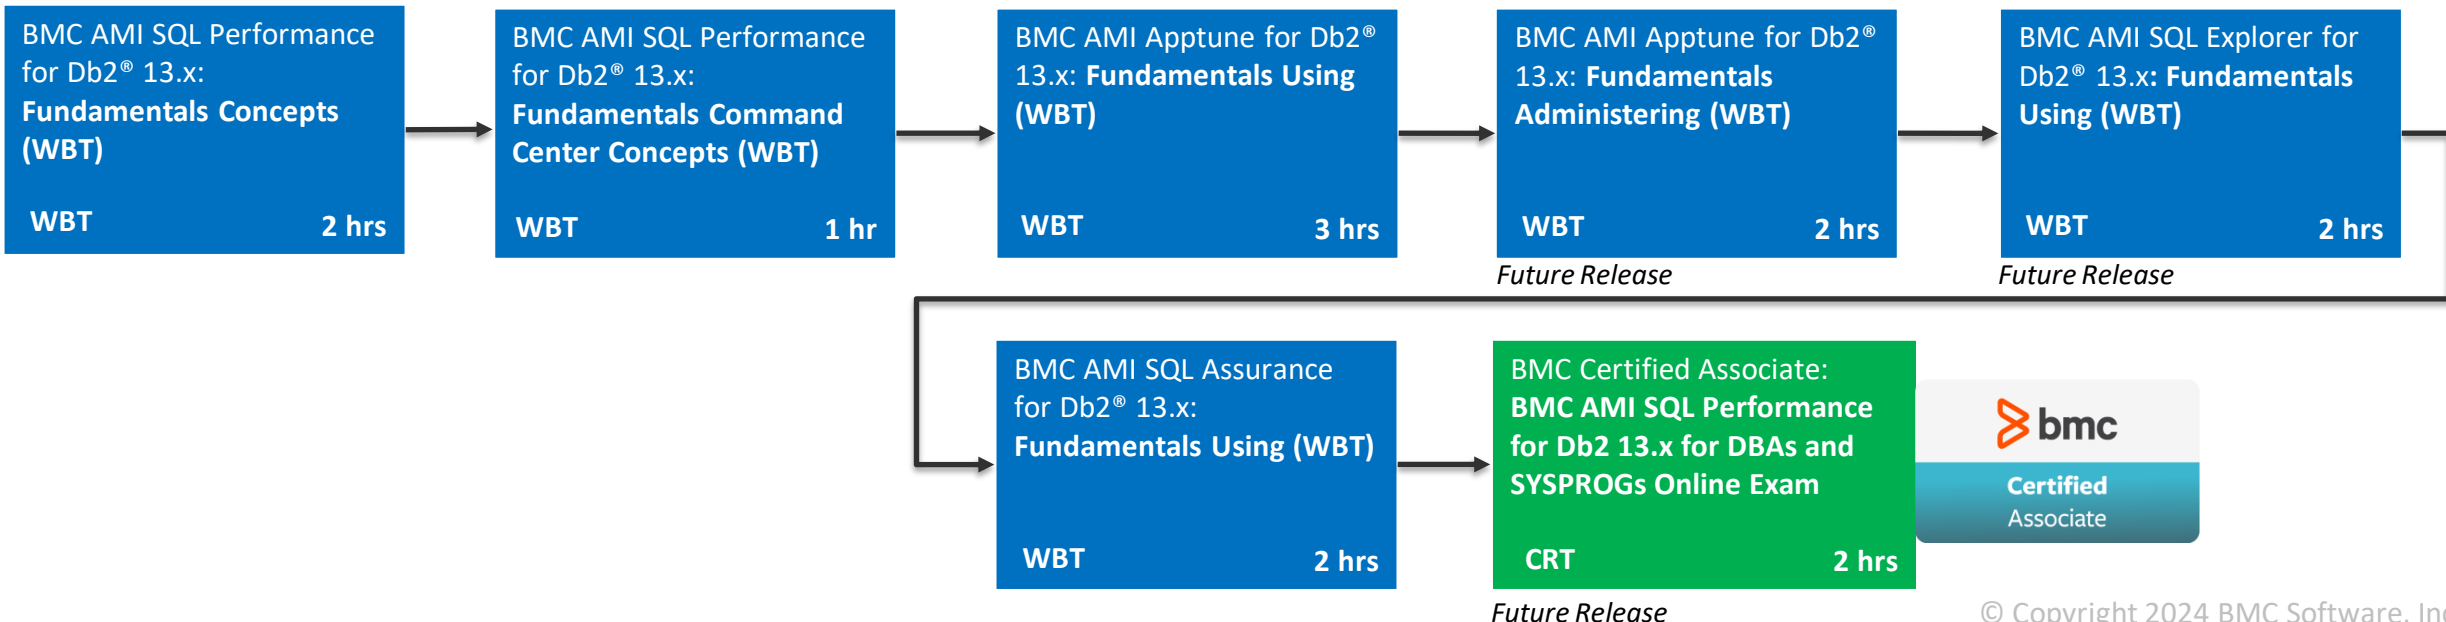 BMC AMI SQL Performance
for Db2® 13.x:
Fundamentals Concepts
(WBT)
WBT 2 hrs
BMC AMI SQL Performance
for Db2® 13.x:
Fundamentals Command
Center Concepts (WBT)
WBT 1 hr
BMC AMI Apptune for Db2®
13.x: Fundamentals Using
(WBT)
WBT 3 hrs
BMC AMI Apptune for Db2®
13.x: Fundamentals
Administering (WBT)
WBT 2 hrs
Future Release
BMC AMI SQL Explorer for
Db2® 13.x: Fundamentals
Using (WBT)
WBT 2 hrs
Future Release
BMC AMI SQL Assurance
for Db2® 13.x:
Fundamentals Using (WBT)
WBT 2 hrs
BMC Certified Associate:
BMC AMI SQL Performance
for Db2 13.x for DBAs and
SYSPROGs Online Exam
CRT 2 hrs
Future Release
bmc
Certified
Associate
© Copyright 2024 BMC Software, Inc